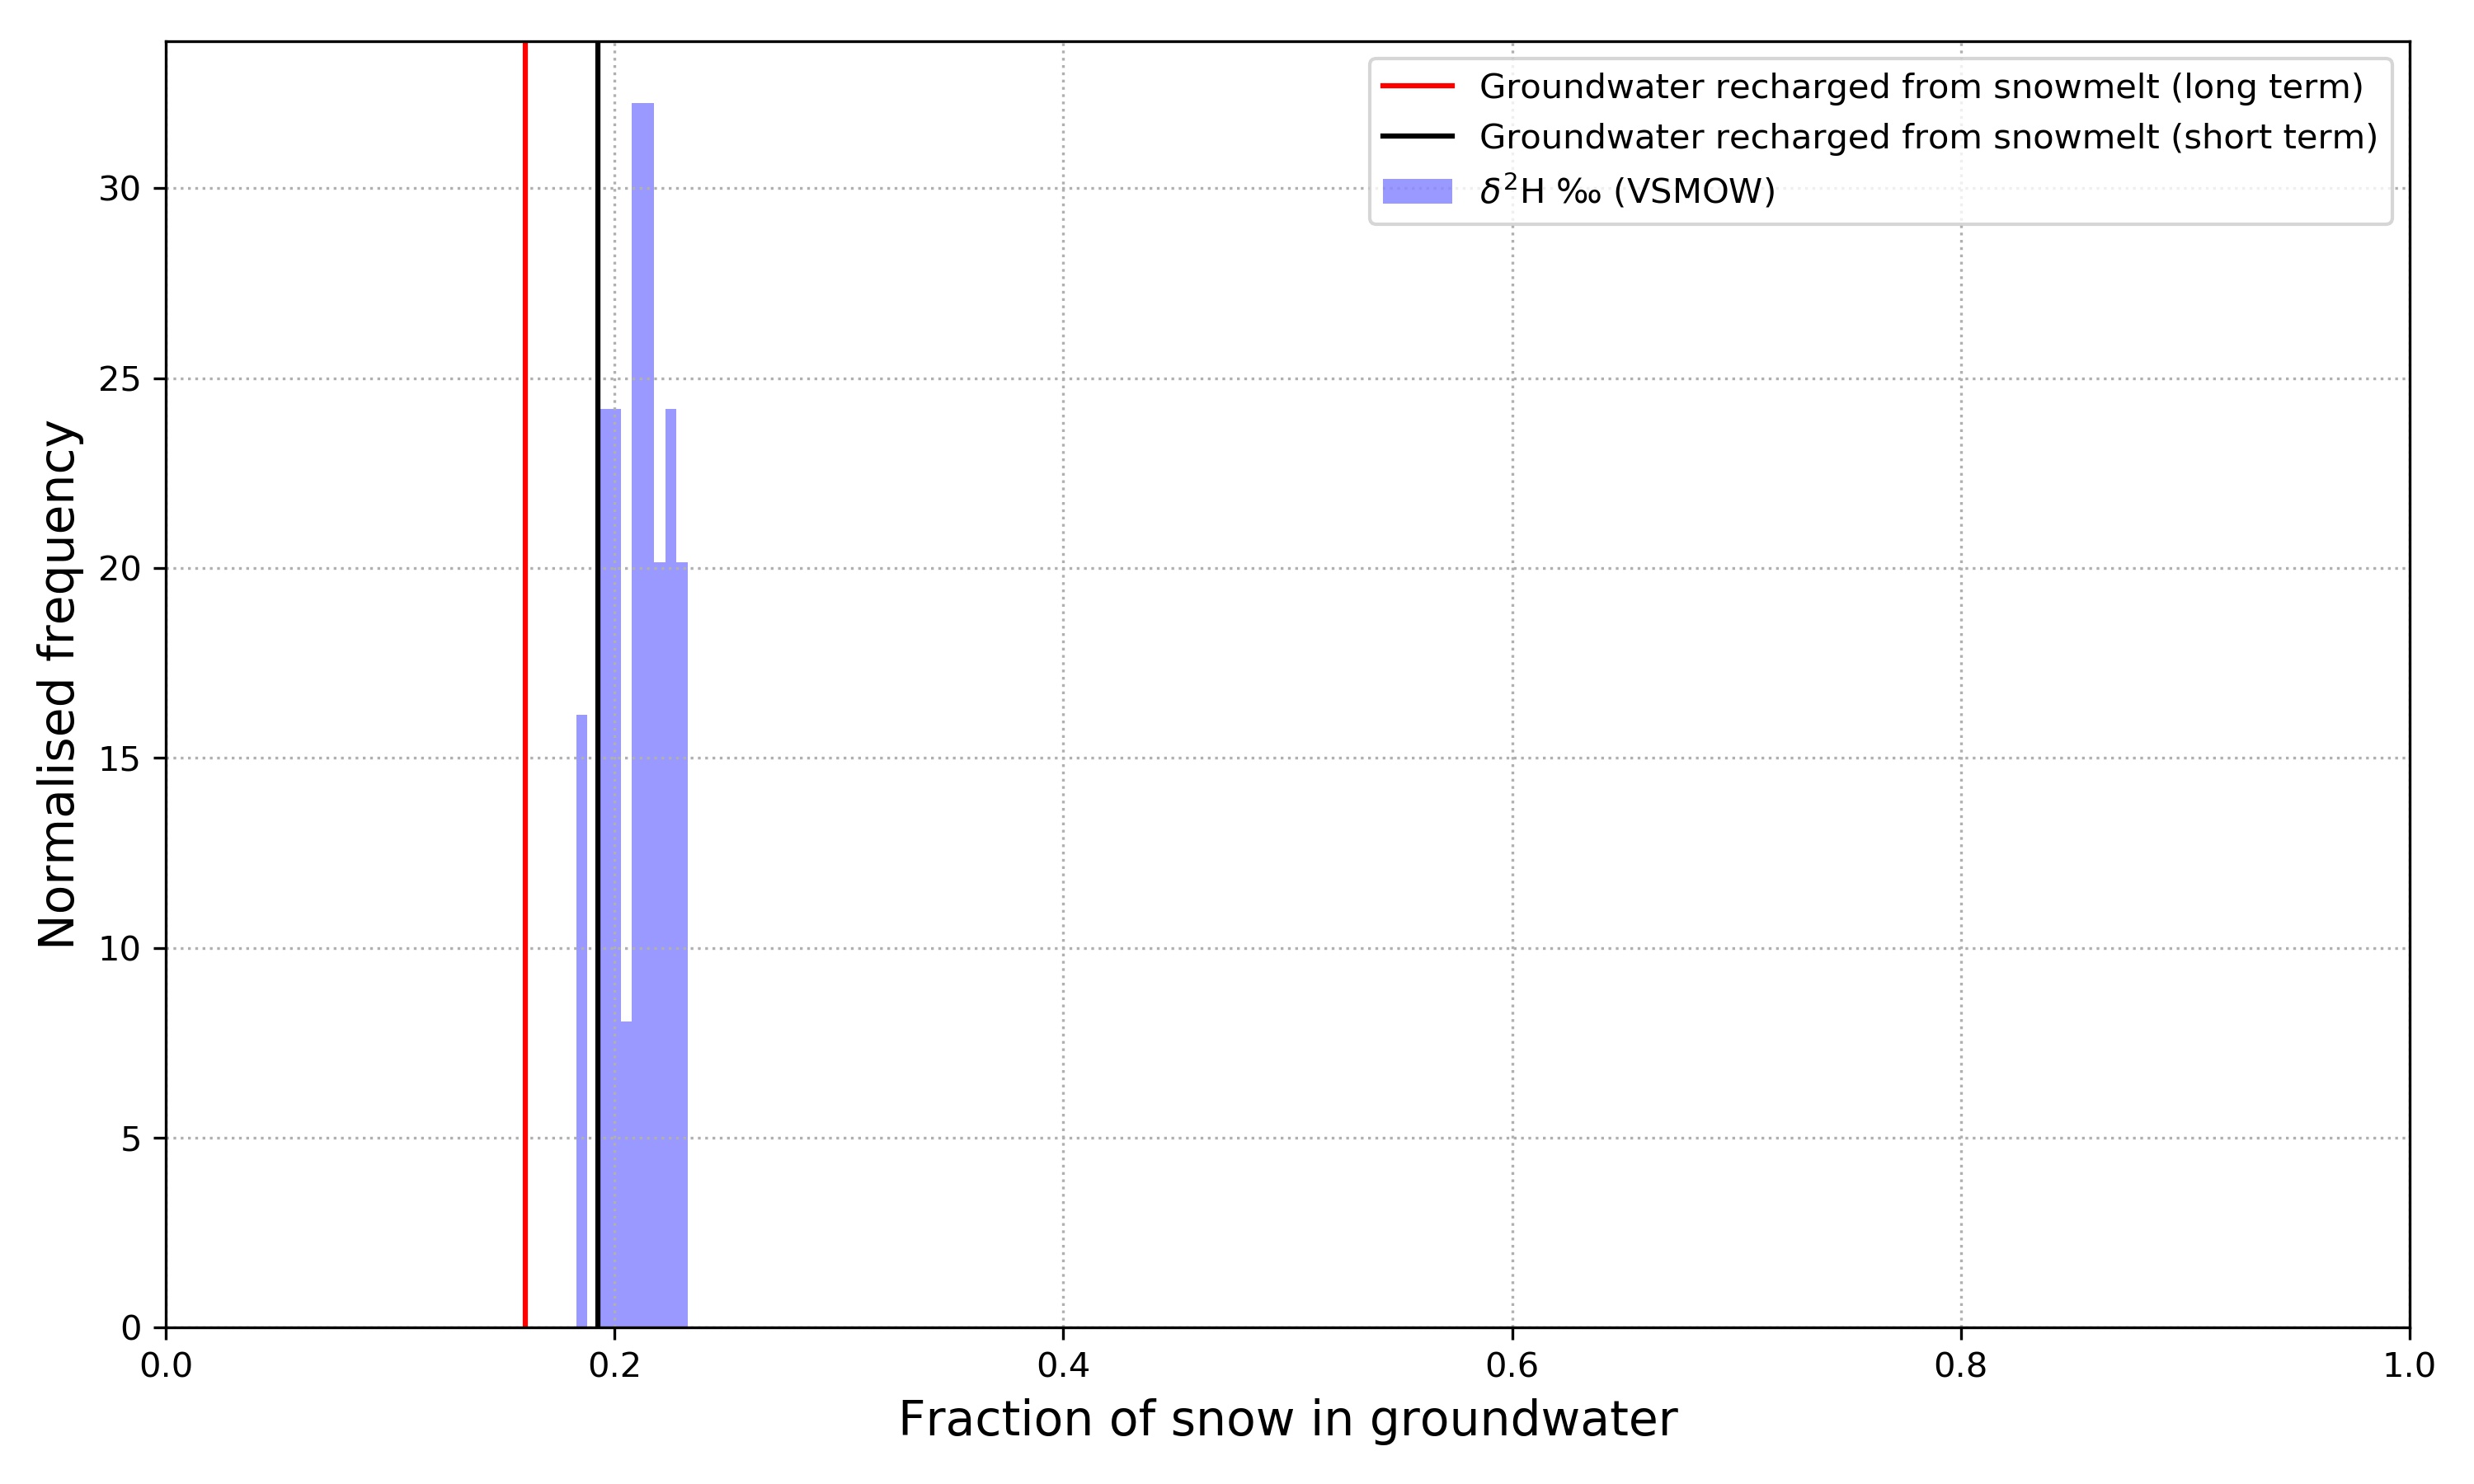 Groundwater recharged from snowmelt (long term)
Groundwater recharged from snowmelt (short term)
δ²H ‰ (VSMOW)
Normalised frequency
30
25
20
15
10
5
0
0.0 0.2 0.4 0.6 0.8 1.0
Fraction of snow in groundwater